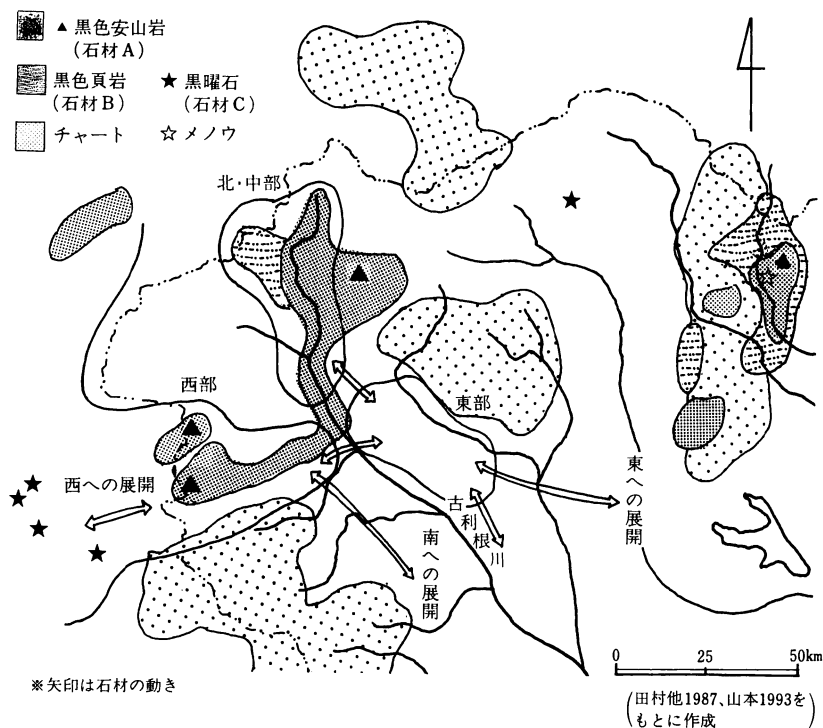 ▲ 黒色安山岩
(石材A)
黒色頁岩
(石材B)
★ 黒曜石
(石材C)
チャート
☆ メノウ
北・中部
西部
東部
西への展開
古利根川
南への展開
東への展開
※矢印は石材の動き
0 25 50km
(田村他1987、山本1993を
もとに作成)